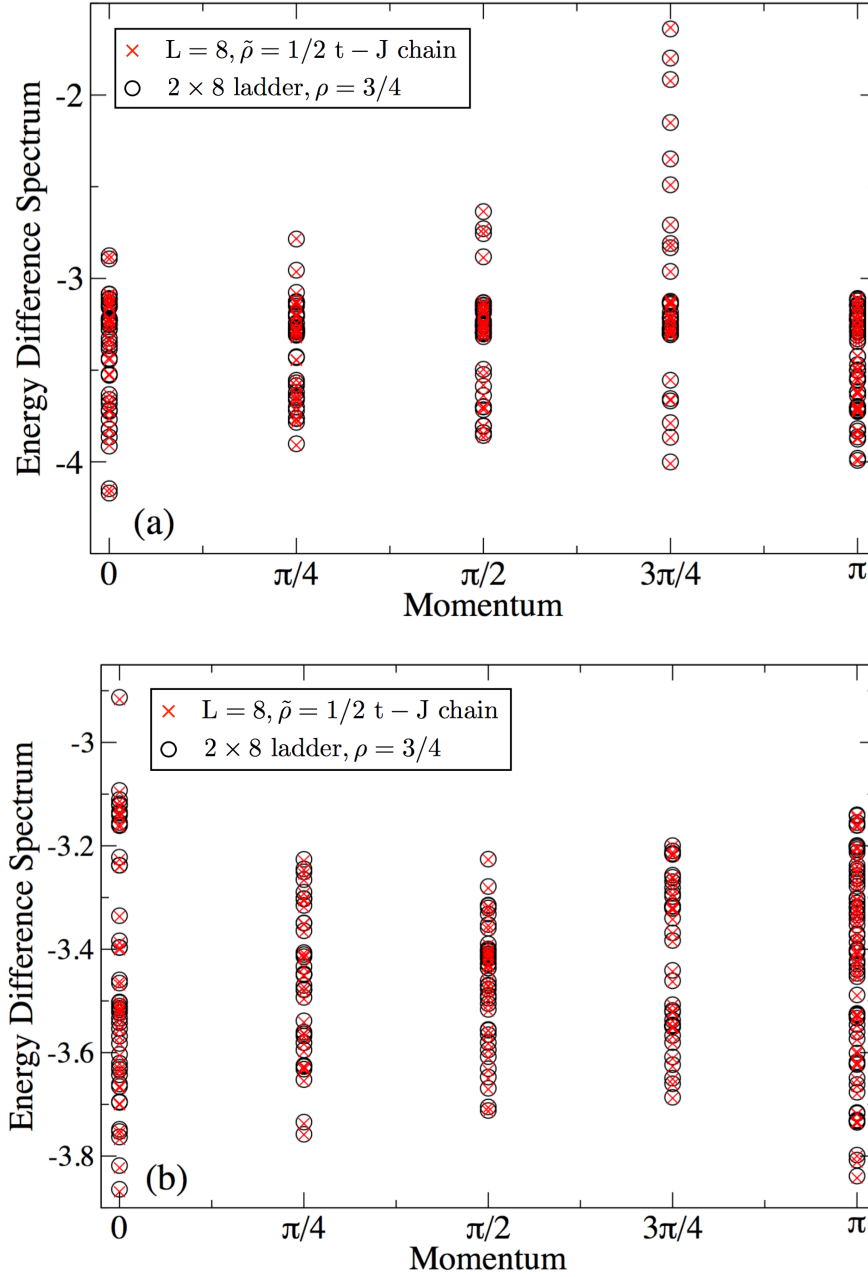 L = 8, ρ̃ = 1/2 t − J chain
2 × 8 ladder, ρ = 3/4
Energy Difference Spectrum
-2
-3
-4
(a)
0 π/4 π/2 3π/4 π
Momentum
L = 8, ρ̃ = 1/2 t − J chain
2 × 8 ladder, ρ = 3/4
Energy Difference Spectrum
-3
-3.2
-3.4
-3.6
-3.8
(b)
0 π/4 π/2 3π/4 π
Momentum